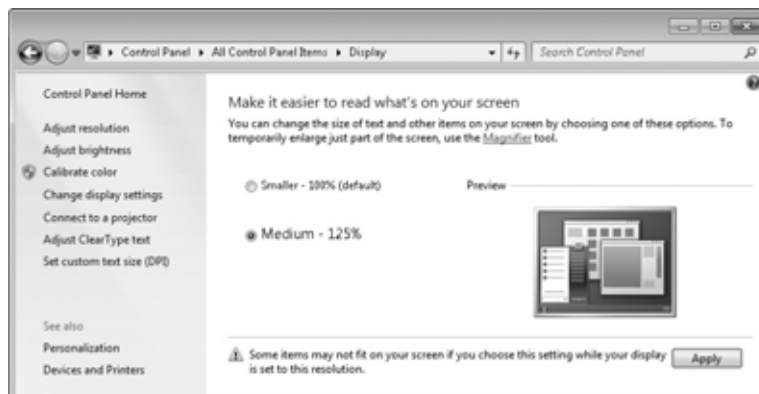 Control Panel ▸ All Control Panel Items ▸ Display
Search Control Panel
Control Panel Home
Adjust resolution
Adjust brightness
Calibrate color
Change display settings
Connect to a projector
Adjust ClearType text
Set custom text size (DPI)
See also
Personalization
Devices and Printers
Make it easier to read what's on your screen
You can change the size of text and other items on your screen by choosing one of these options. To
temporarily enlarge just part of the screen, use the Magnifier tool.
Smaller - 100% (default)
Preview
Medium - 125%
Some items may not fit on your screen if you choose this setting while your display
is set to this resolution.
Apply